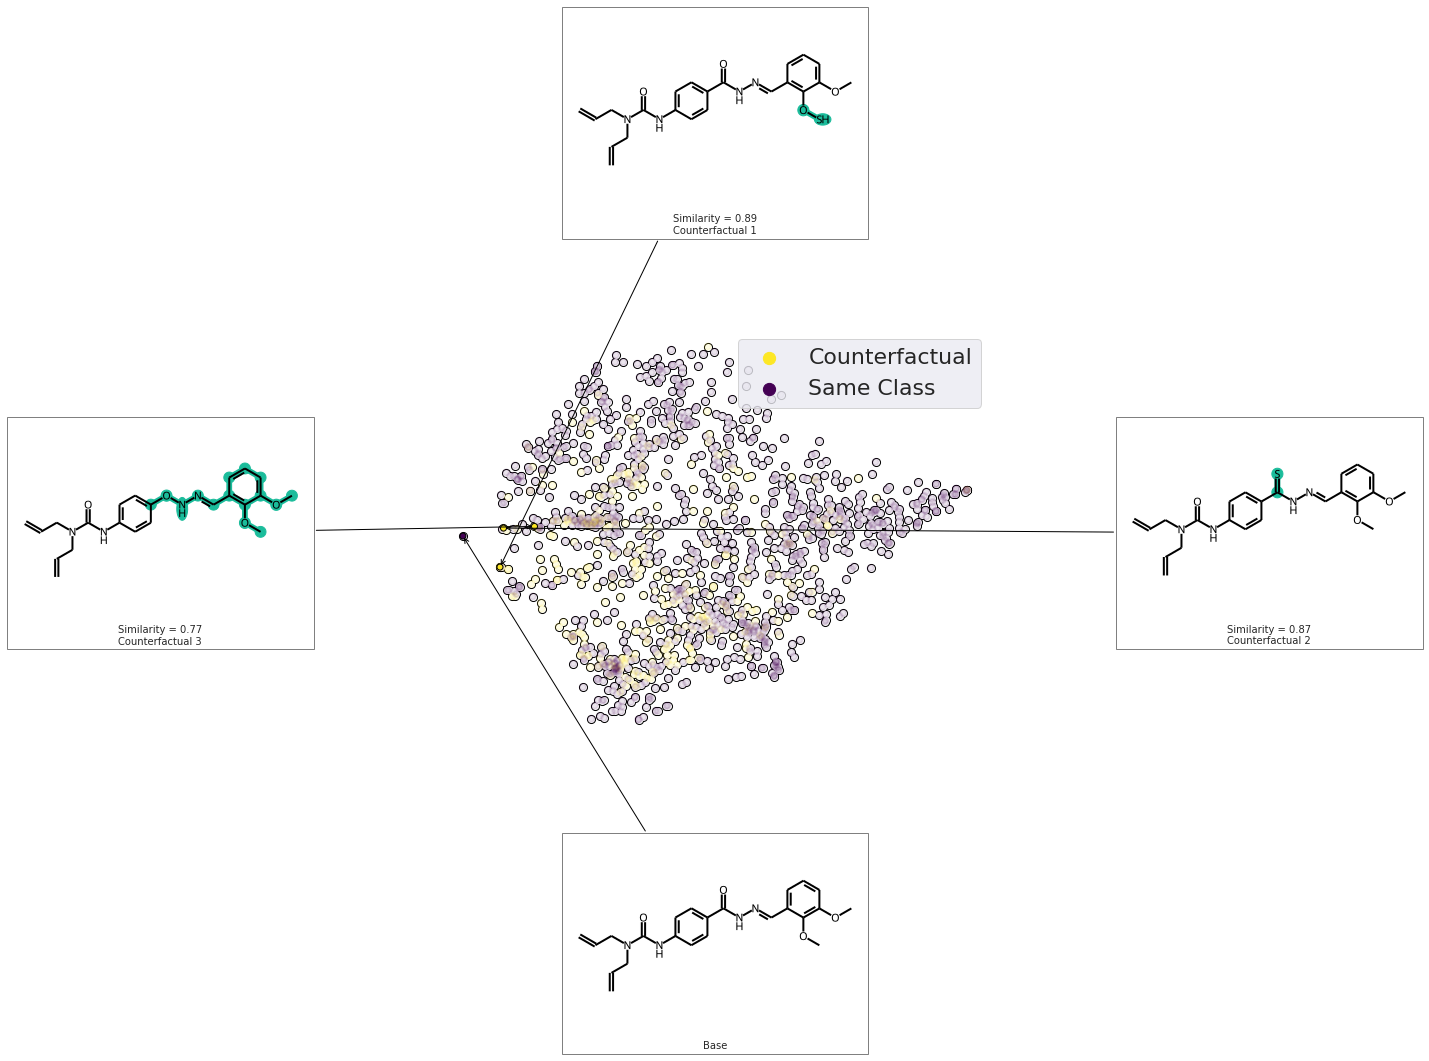 O
O
N
H
N
N
H
O
O
SH
Similarity = 0.89
Counterfactual 1
Counterfactual
Same Class
O
N
N
H
O
N
H
N
O
O
Similarity = 0.77
Counterfactual 3
O
N
N
H
S
N
H
N
O
O
Similarity = 0.87
Counterfactual 2
O
O
N
H
N
N
N
H
O
O
Base